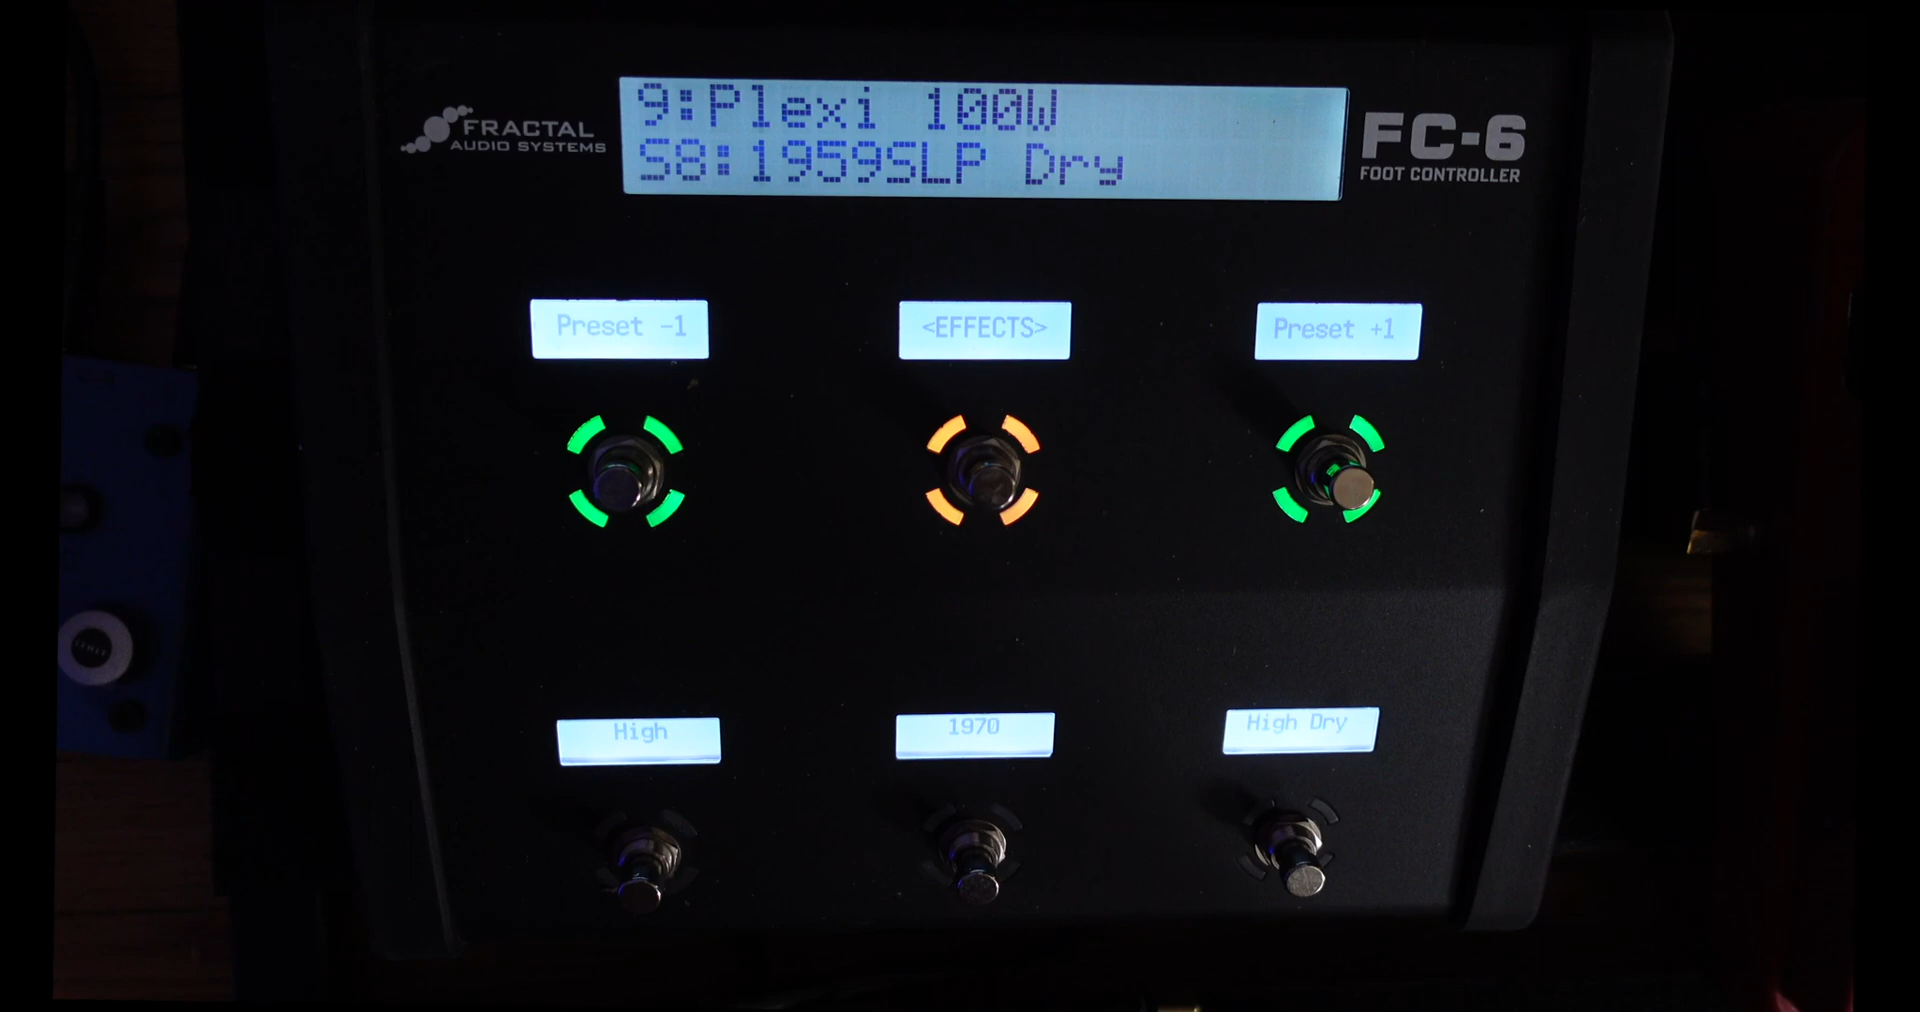 FRACTAL
AUDIO SYSTEMS
9:Plexi 100W
S8:1959SLP Dry
FC-6
FOOT CONTROLLER
Preset -1
<EFFECTS>
Preset +1
High
1970
High Dry